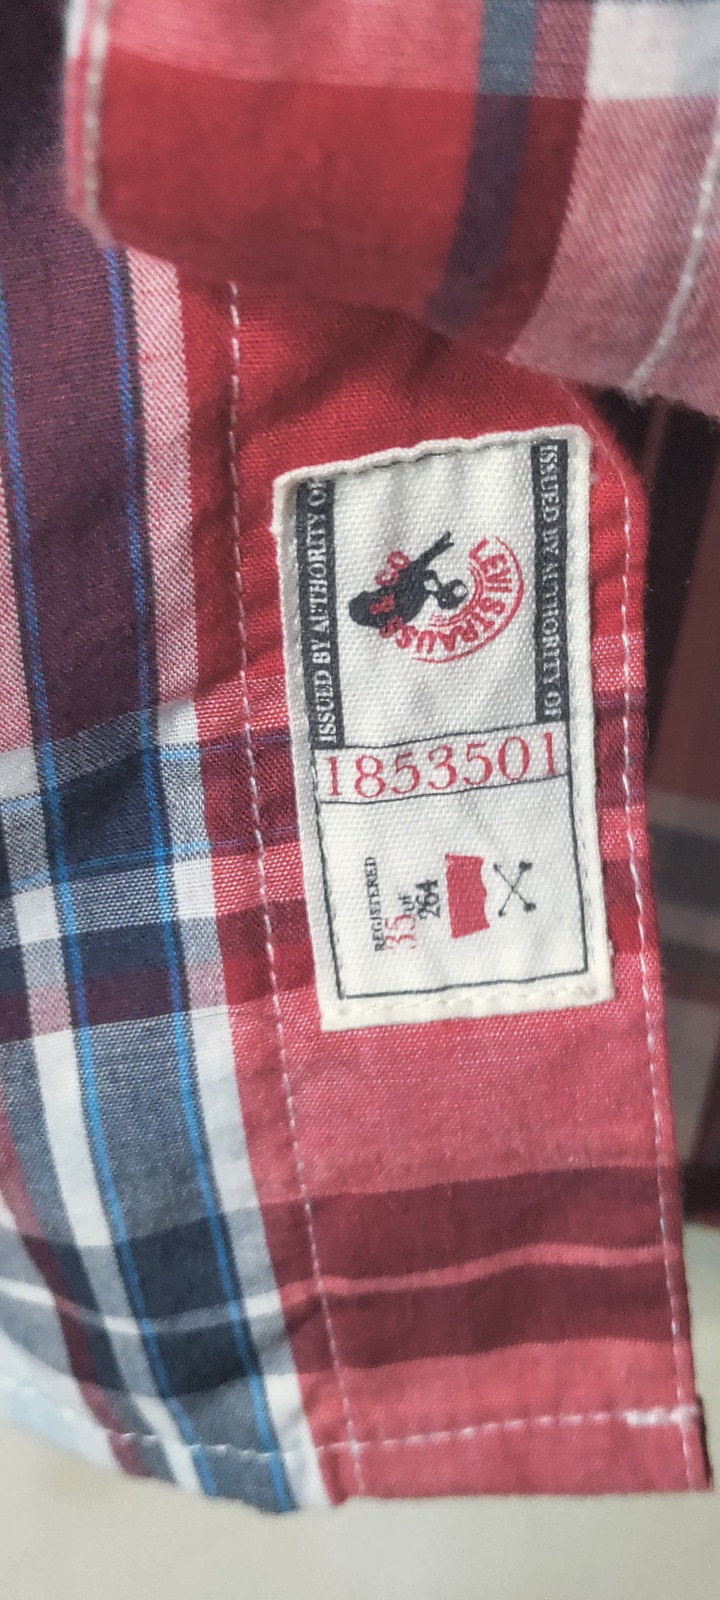 ISSUED BY AUTHORITY OF
LEVI STRAUSS
& CO
ISSUED BY AUTHORITY OF
1853501
REGISTERED
35 OF
264